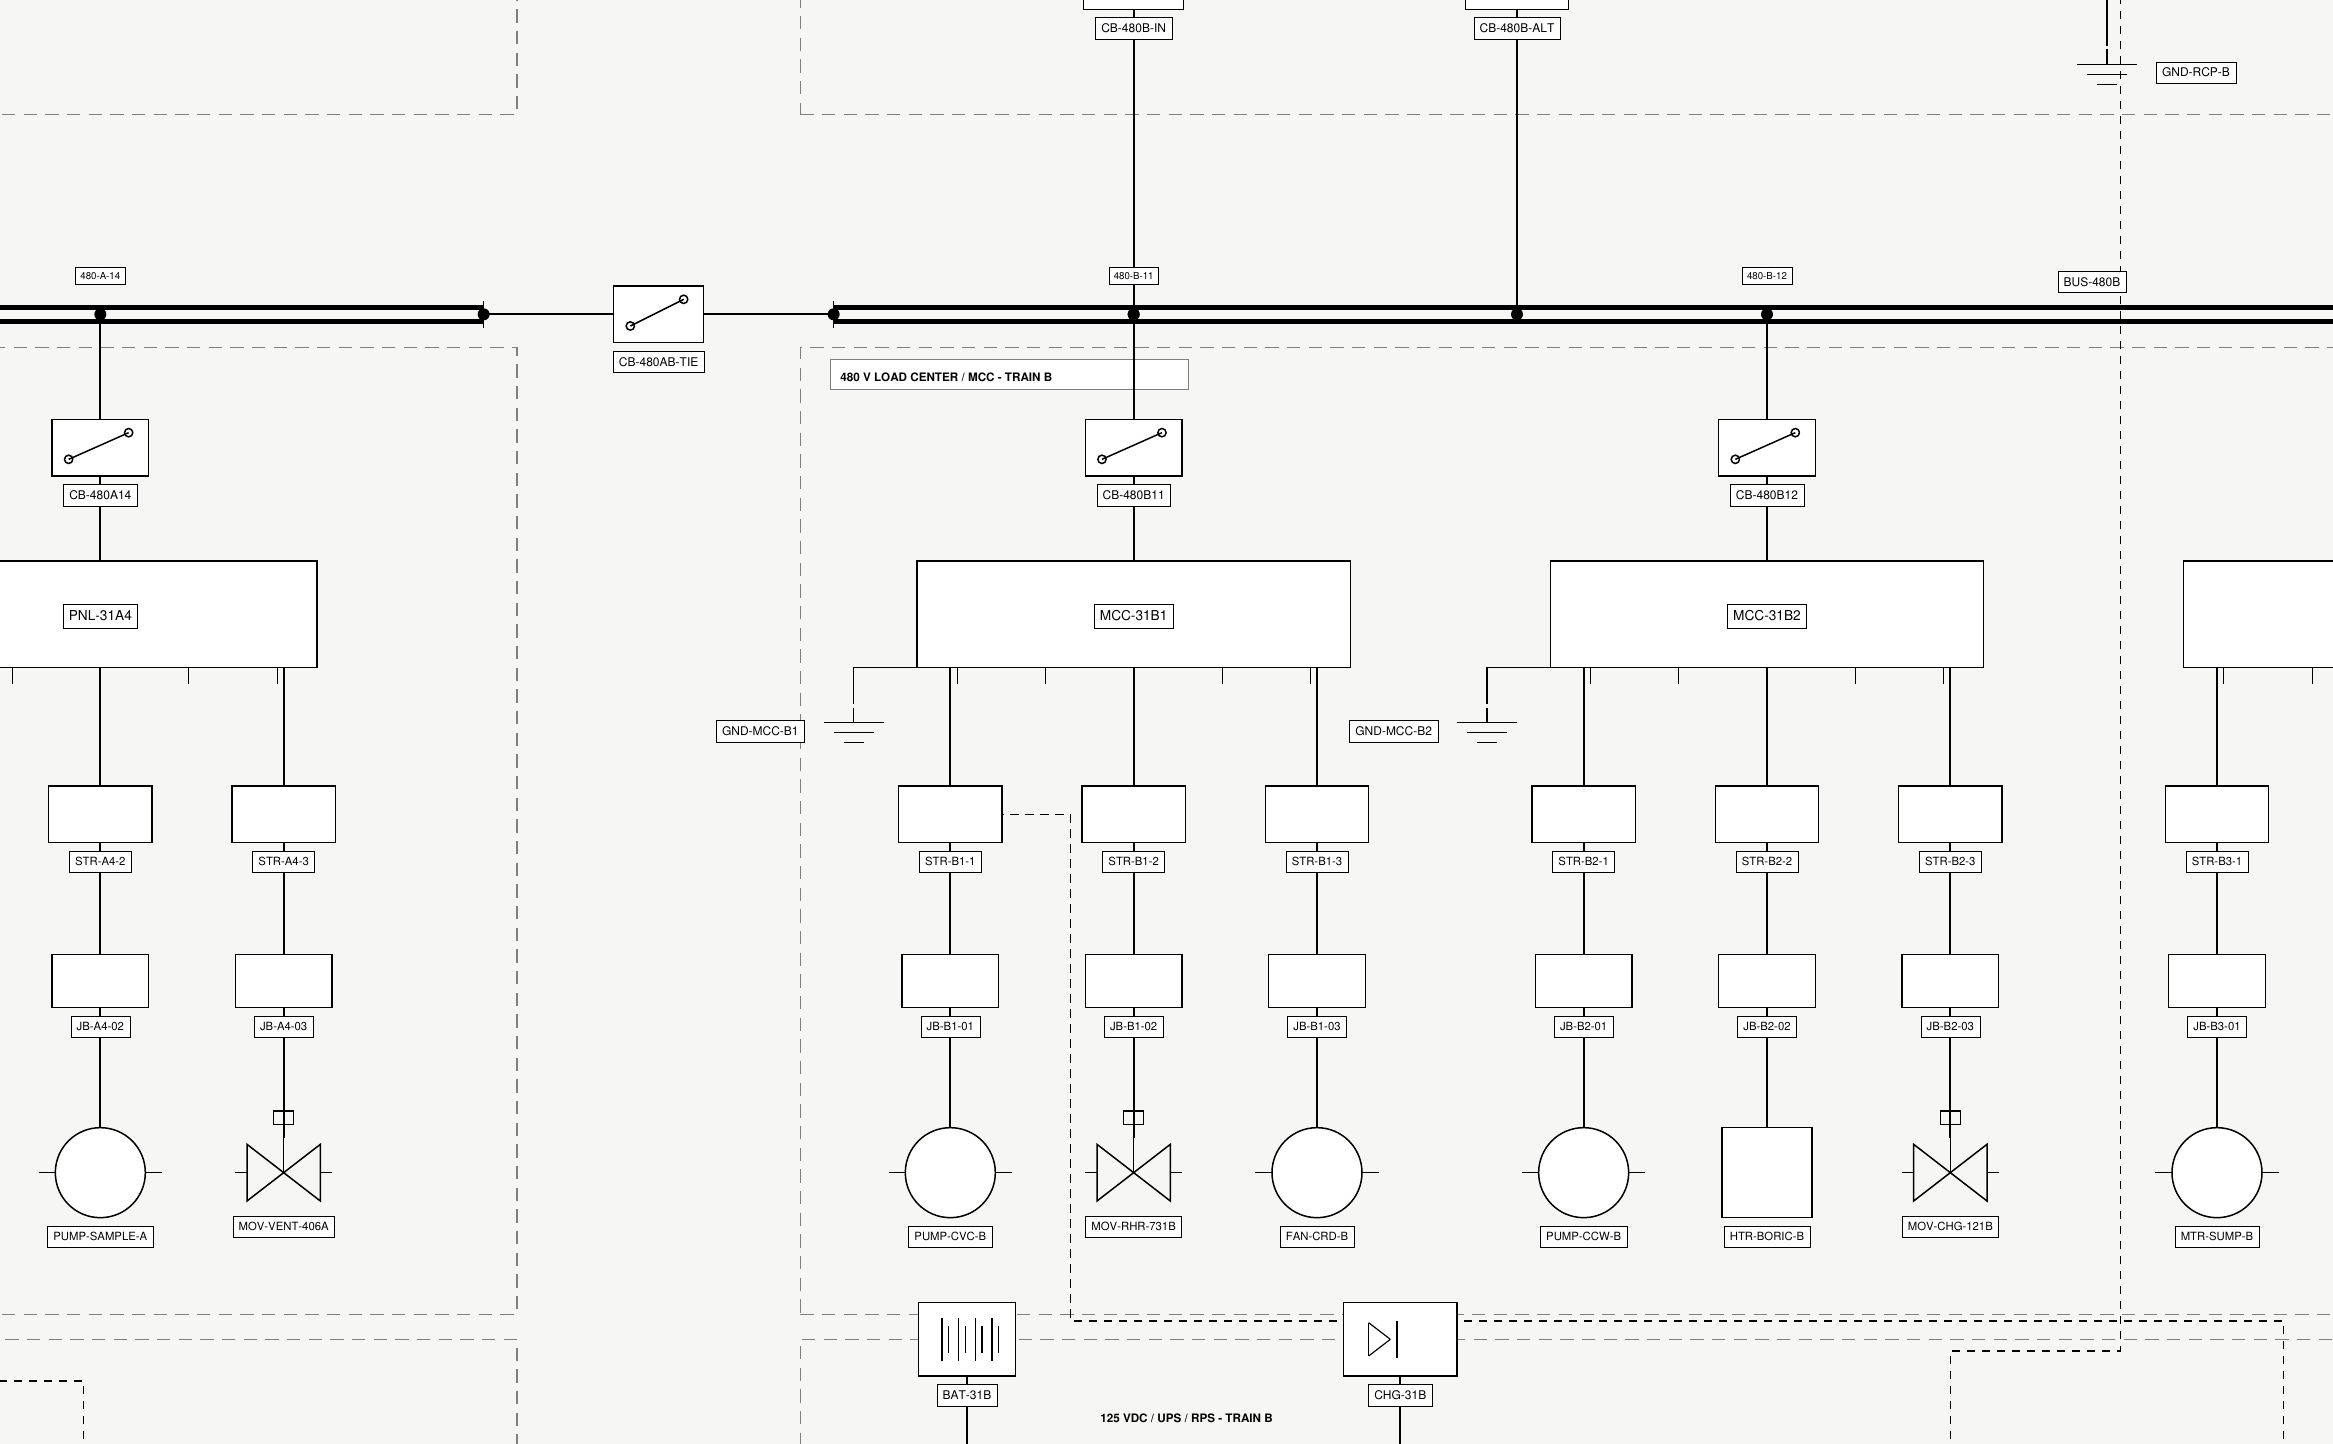 CB-480B-IN
CB-480B-ALT
GND-RCP-B
480-A-14
480-B-11
480-B-12
BUS-480B
CB-480AB-TIE
480 V LOAD CENTER / MCC - TRAIN B
CB-480A14
CB-480B11
CB-480B12
PNL-31A4
MCC-31B1
MCC-31B2
GND-MCC-B1
GND-MCC-B2
STR-A4-2
STR-A4-3
STR-B1-1
STR-B1-2
STR-B1-3
STR-B2-1
STR-B2-2
STR-B2-3
STR-B3-1
JB-A4-02
JB-A4-03
JB-B1-01
JB-B1-02
JB-B1-03
JB-B2-01
JB-B2-02
JB-B2-03
JB-B3-01
PUMP-SAMPLE-A
MOV-VENT-406A
PUMP-CVC-B
MOV-RHR-731B
FAN-CRD-B
PUMP-CCW-B
HTR-BORIC-B
MOV-CHG-121B
MTR-SUMP-B
BAT-31B
CHG-31B
125 VDC / UPS / RPS - TRAIN B